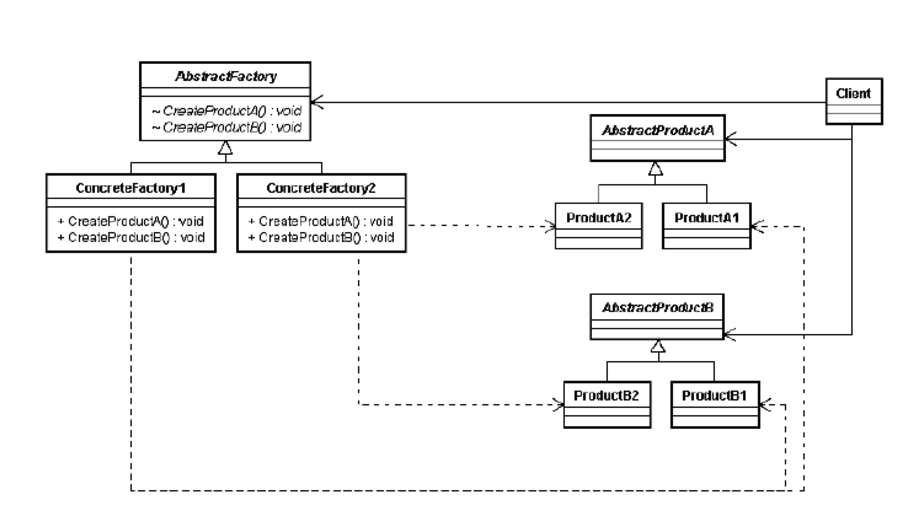 AbstractFactory
~ CreateProductA() : void
~ CreateProductB() : void
Client
AbstractProductA
ConcreteFactory1
+ CreateProductA() : void
+ CreateProductB() : void
ConcreteFactory2
+ CreateProductA() : void
+ CreateProductB() : void
ProductA2
ProductA1
AbstractProductB
ProductB2
ProductB1